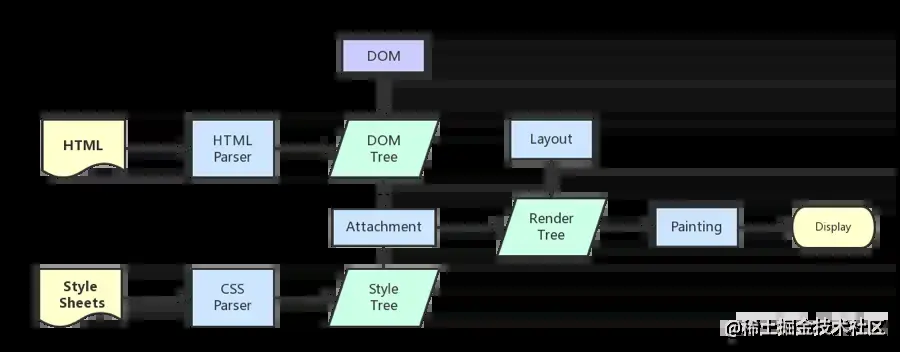 DOM
HTML
HTML
Parser
DOM
Tree
Layout
Attachment
Render
Tree
Painting
Display
Style
Sheets
CSS
Parser
Style
Tree
@稀土掘金技术社区